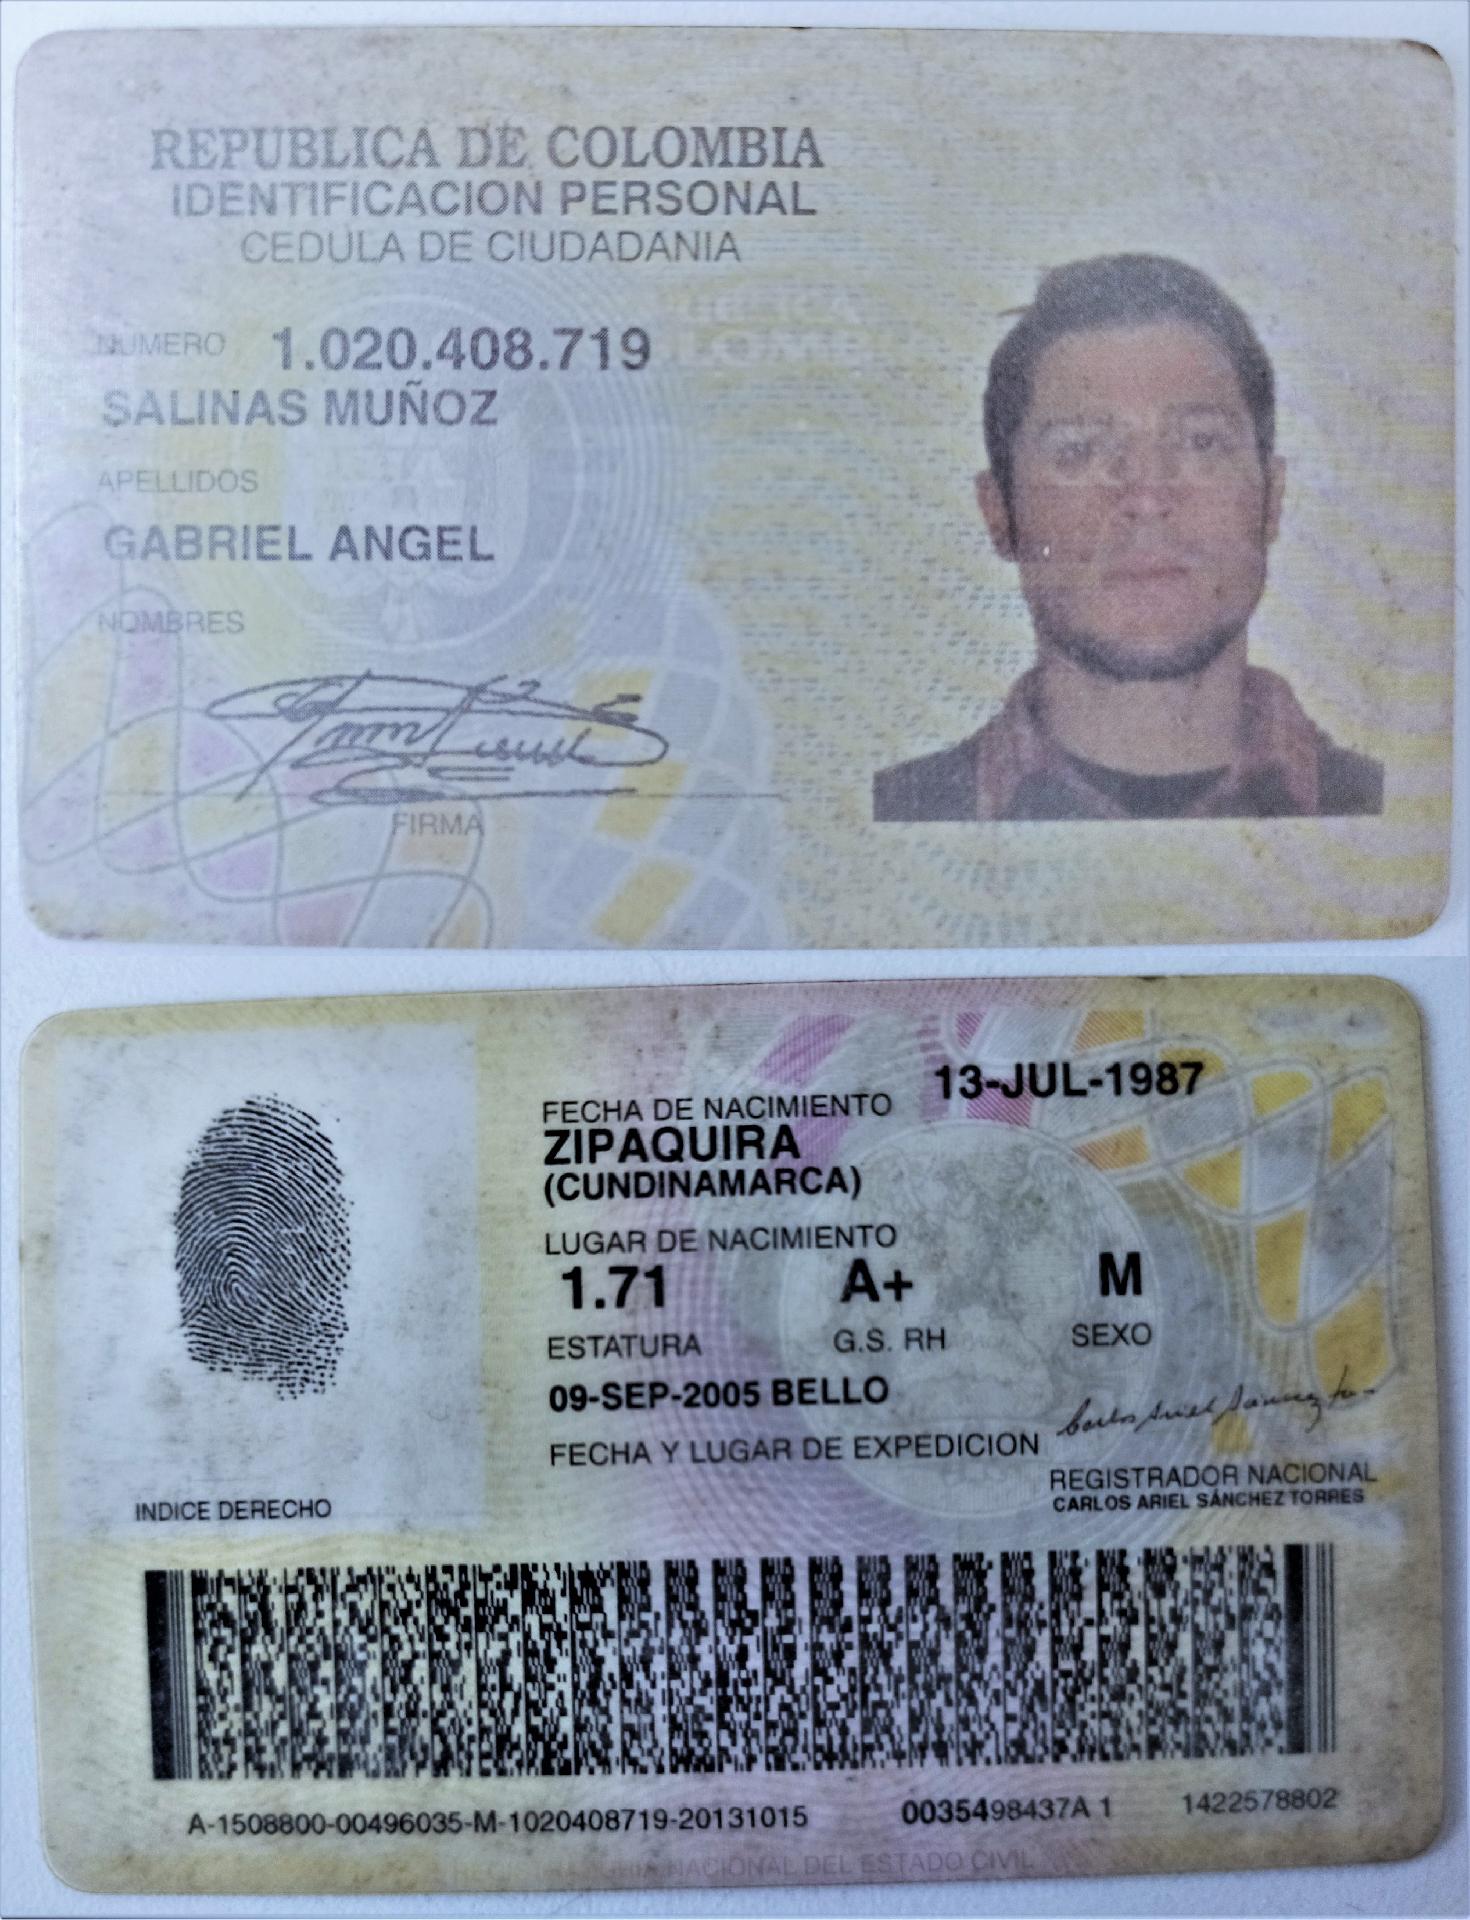 REPUBLICA DE COLOMBIA
IDENTIFICACION PERSONAL
CEDULA DE CIUDADANIA
NUMERO 1.020.408.719
SALINAS MUÑOZ
APELLIDOS
GABRIEL ANGEL
NOMBRES
FIRMA
FECHA DE NACIMIENTO 13-JUL-1987
ZIPAQUIRA
(CUNDINAMARCA)
LUGAR DE NACIMIENTO
1.71 A+ M
ESTATURA G.S. RH SEXO
09-SEP-2005 BELLO
FECHA Y LUGAR DE EXPEDICION
REGISTRADOR NACIONAL
CARLOS ARIEL SÁNCHEZ TORRES
INDICE DERECHO
A-1508800-00496035-M-1020408719-20131015 0035498437A 1 1422578802
NACIONAL DEL ESTADO CIVIL